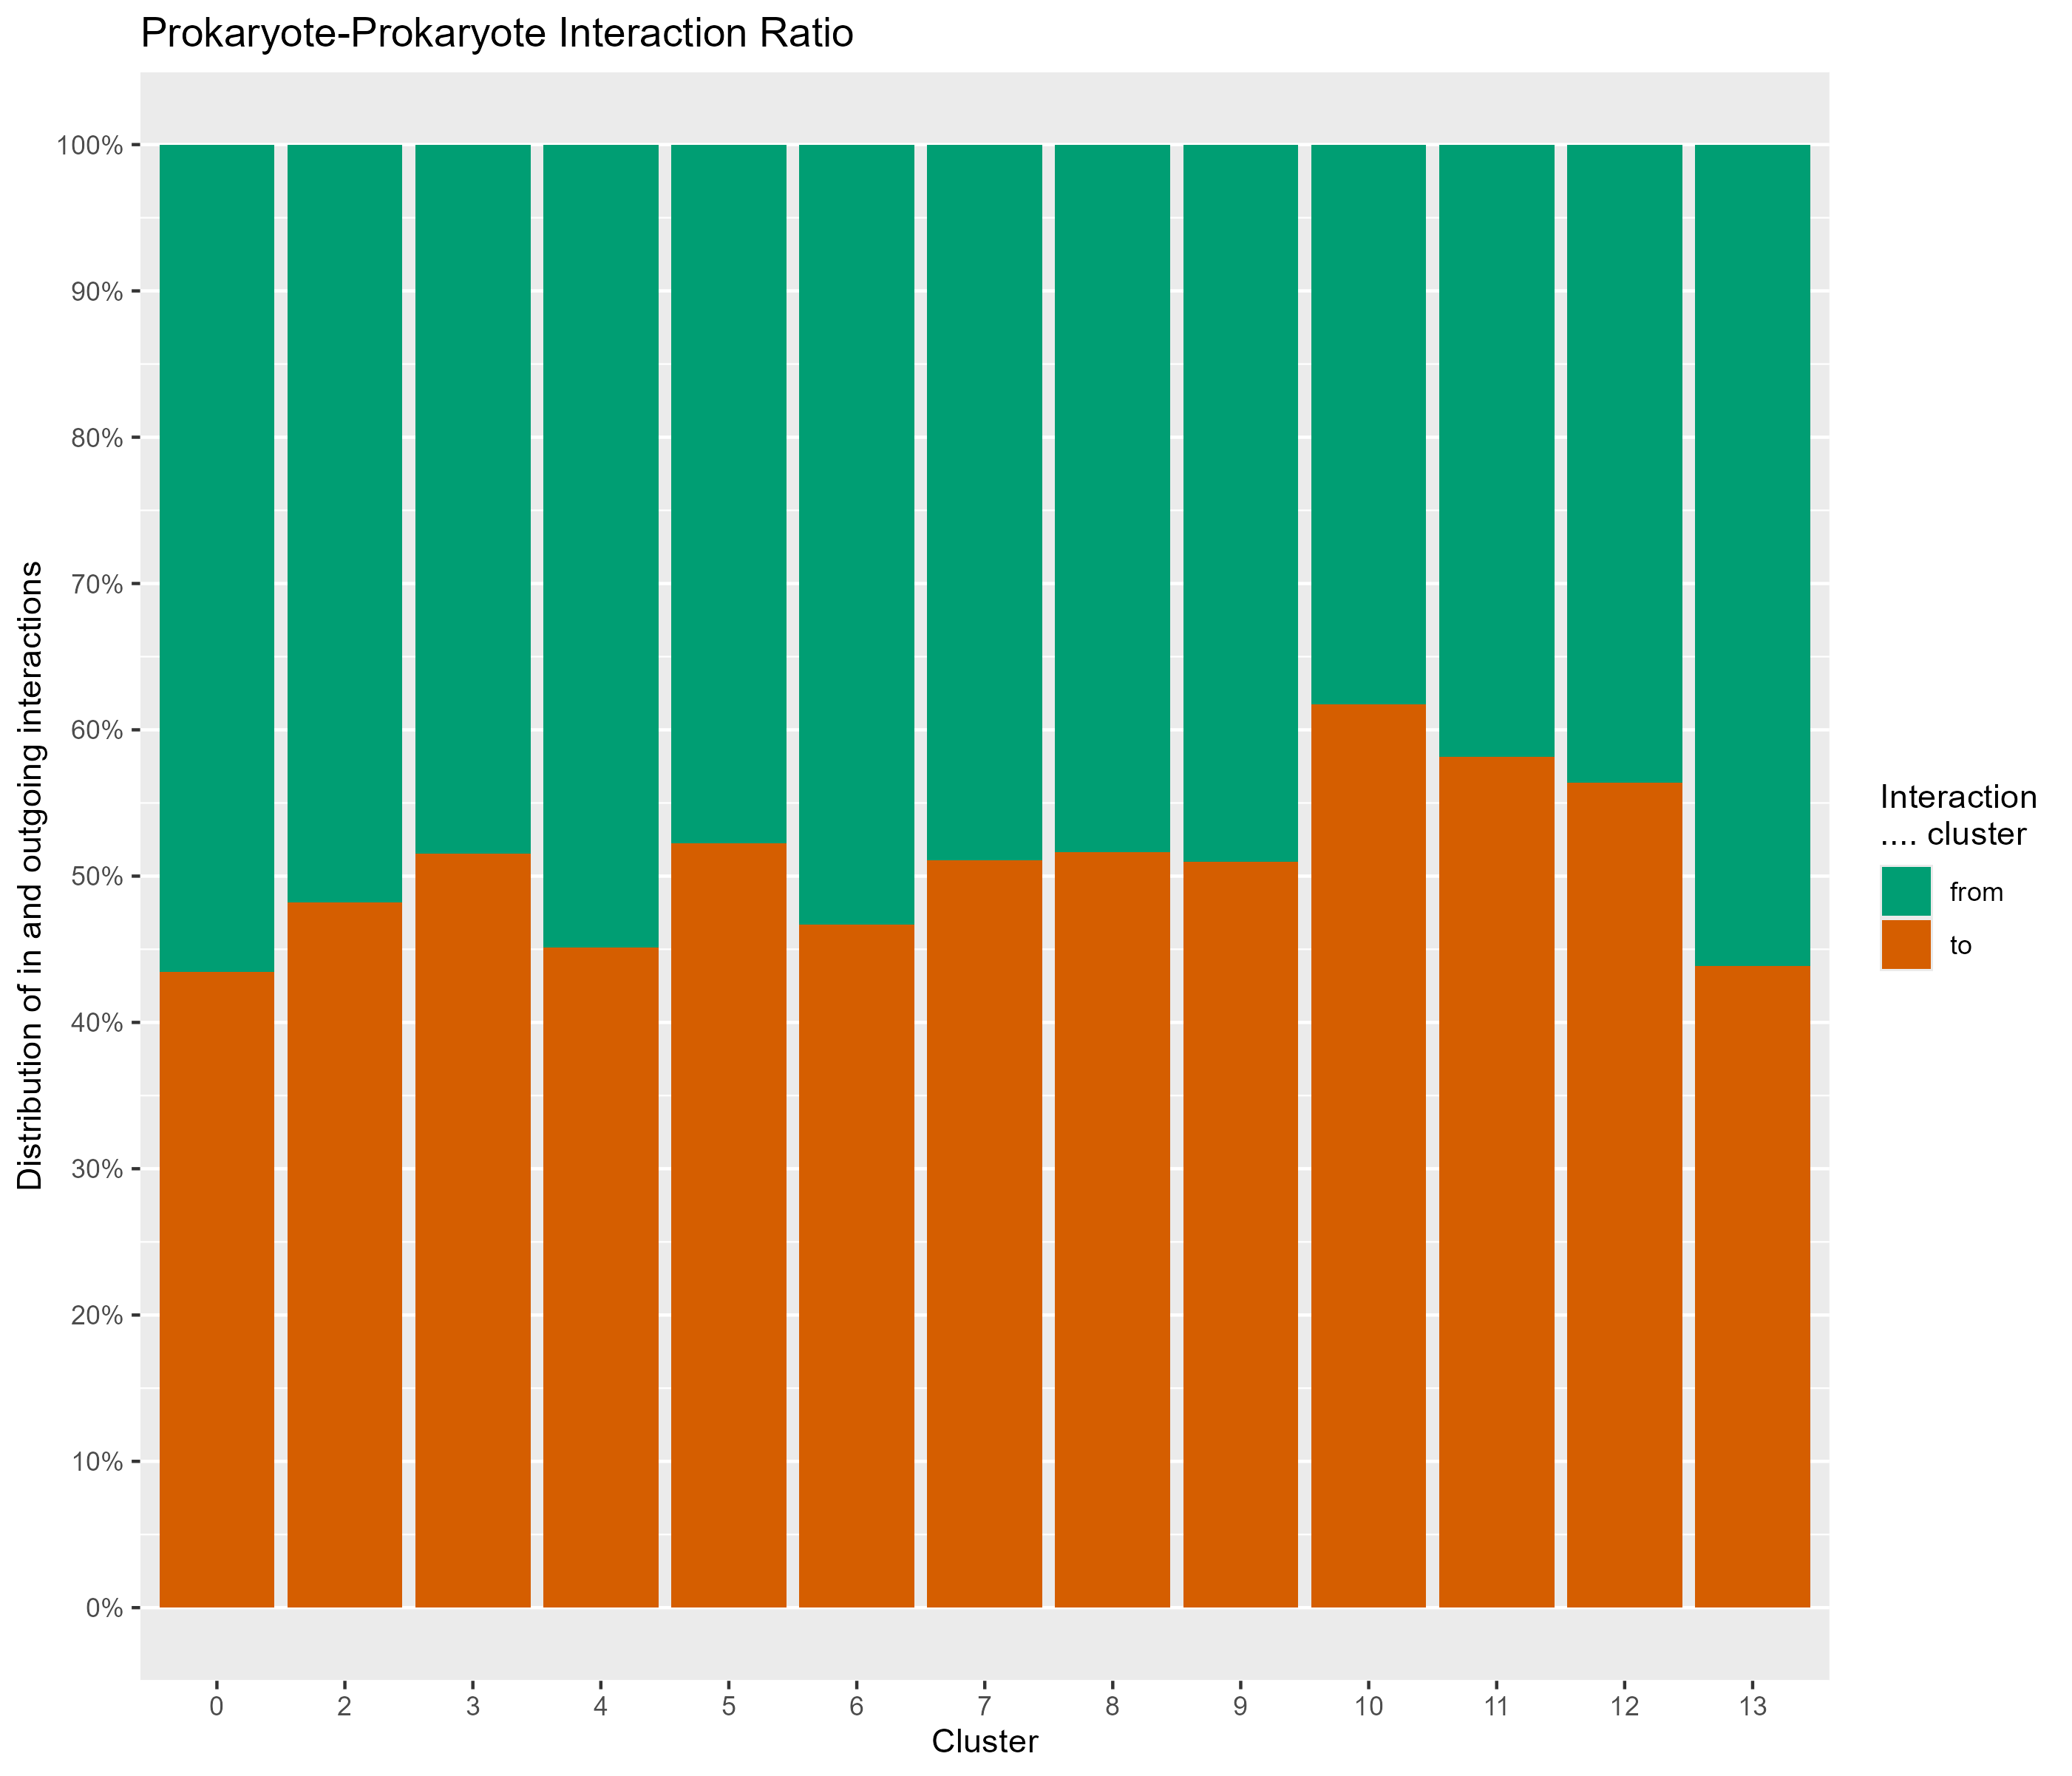 Prokaryote-Prokaryote Interaction Ratio
Distribution of in and outgoing interactions
100%
90%
80%
70%
60%
50%
40%
30%
20%
10%
0%
0 2 3 4 5 6 7 8 9 10 11 12 13
Cluster
Interaction
.... cluster
from
to